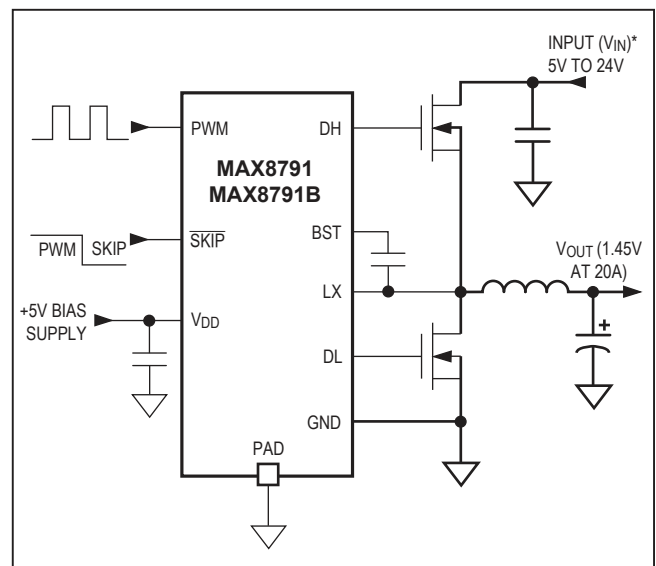 INPUT (VIN)*
5V TO 24V
PWM
DH
MAX8791
MAX8791B
BST
PWM SKIP
SKIP
LX
VOUT (1.45V
AT 20A)
+5V BIAS
SUPPLY
VDD
+
DL
GND
PAD